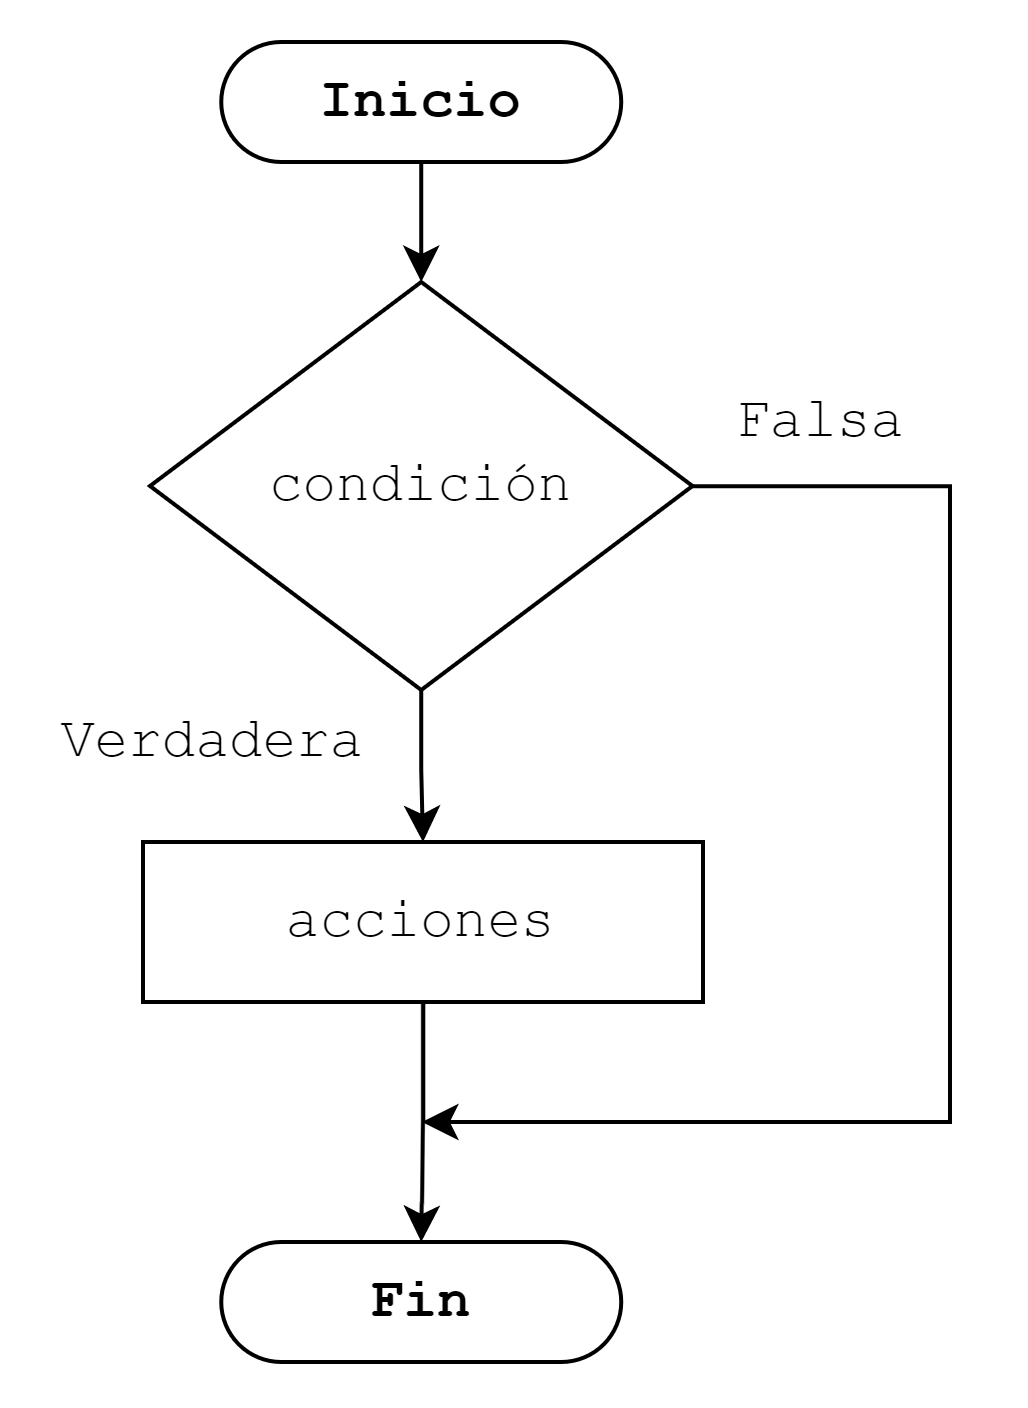 Inicio
Falsa
condición
Verdadera
acciones
Fin